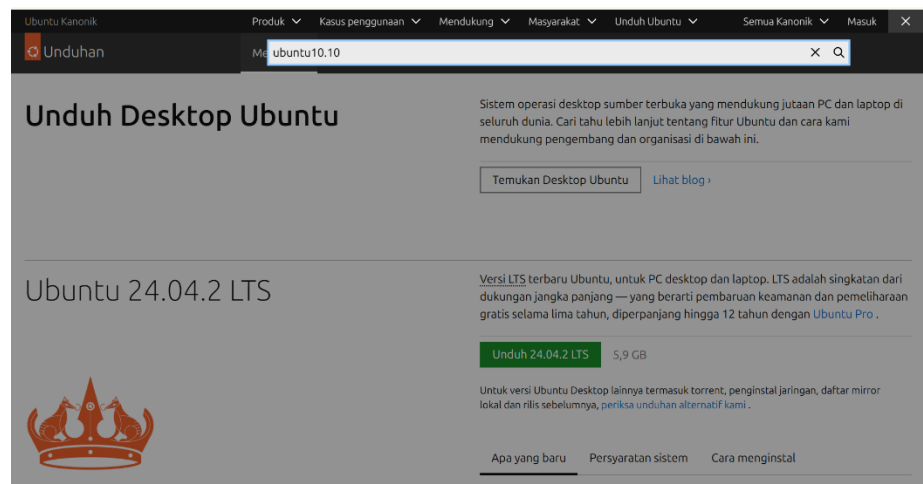 Ubuntu Kanonik Produk Kasus penggunaan Mendukung Masyarakat Unduh Ubuntu Semua Kanonik Masuk
Unduhan Me ubuntu10.10
Unduh Desktop Ubuntu
Sistem operasi desktop sumber terbuka yang mendukung jutaan PC dan laptop di
seluruh dunia. Cari tahu lebih lanjut tentang fitur Ubuntu dan cara kami
mendukung pengembang dan organisasi di bawah ini.
Temukan Desktop Ubuntu Lihat blog ›
Ubuntu 24.04.2 LTS
Versi LTS terbaru Ubuntu, untuk PC desktop dan laptop. LTS adalah singkatan dari
dukungan jangka panjang — yang berarti pembaruan keamanan dan pemeliharaan
gratis selama lima tahun, diperpanjang hingga 12 tahun dengan Ubuntu Pro .
Unduh 24.04.2 LTS 5,9 GB
Untuk versi Ubuntu Desktop lainnya termasuk torrent, penginstal jaringan, daftar mirror
lokal dan rilis sebelumnya, periksa unduhan alternatif kami .
Apa yang baru Persyaratan sistem Cara menginstal